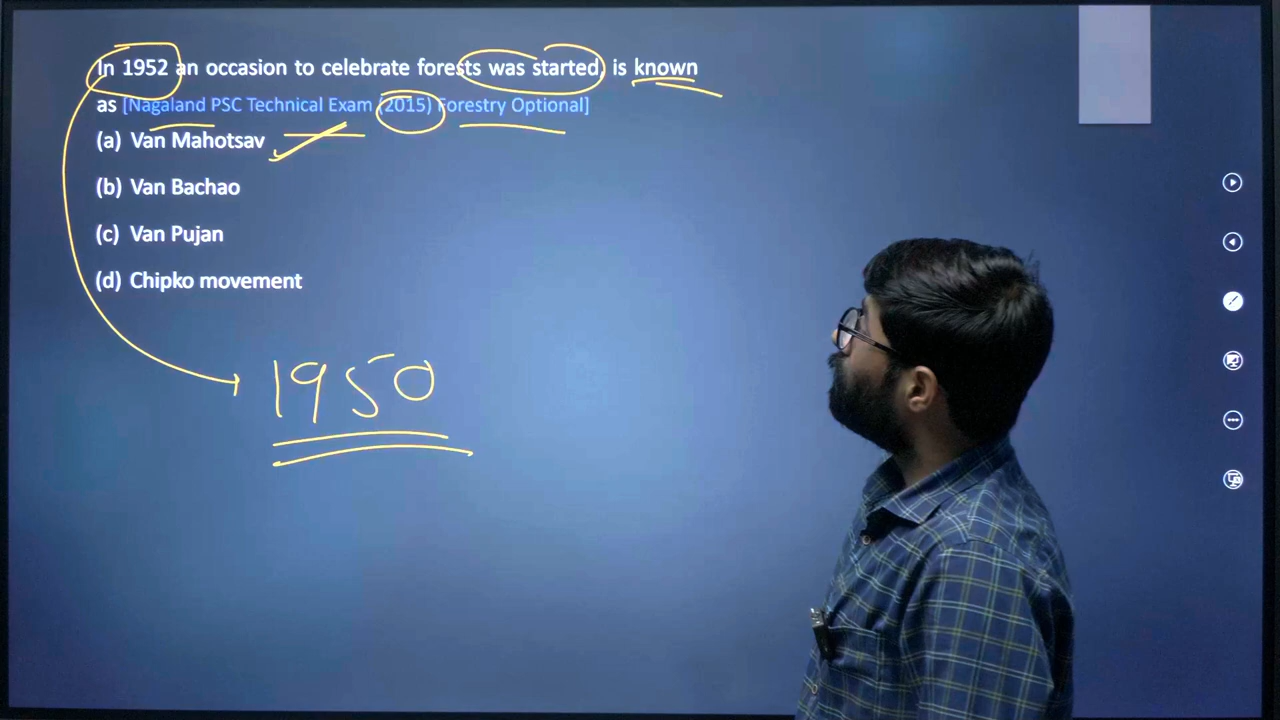 In 1952 an occasion to celebrate forests was started, is known
as [Nagaland PSC Technical Exam (2015) Forestry Optional]
(a) Van Mahotsav
(b) Van Bachao
(c) Van Pujan
(d) Chipko movement
1950